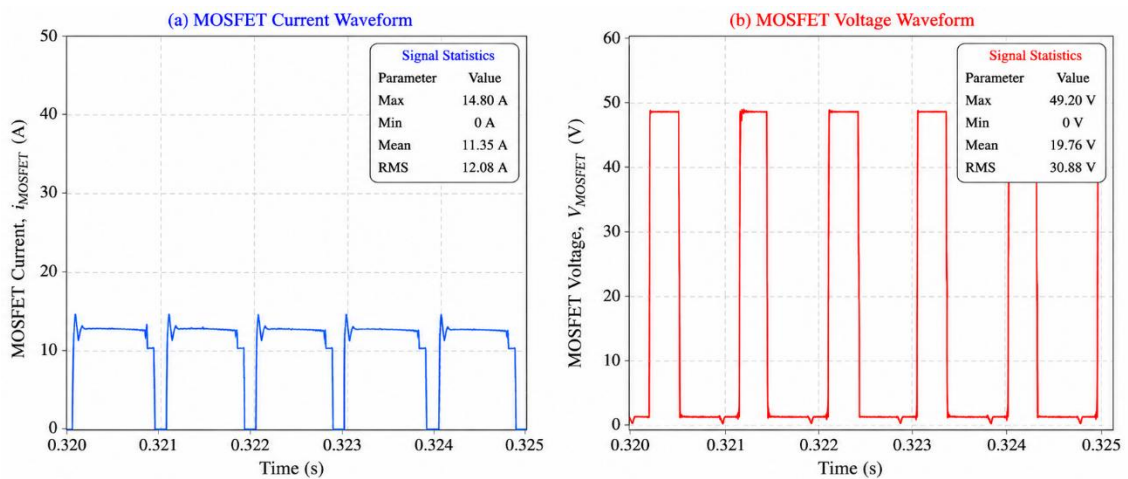 (a) MOSFET Current Waveform
MOSFET Current, i_MOSFET (A)
50
40
30
20
10
0
Signal Statistics
Parameter Value
Max 14.80 A
Min 0 A
Mean 11.35 A
RMS 12.08 A
0.320 0.321 0.322 0.323 0.324 0.325
Time (s)
(b) MOSFET Voltage Waveform
MOSFET Voltage, V_MOSFET (V)
60
50
40
30
20
10
0
Signal Statistics
Parameter Value
Max 49.20 V
Min 0 V
Mean 19.76 V
RMS 30.88 V
0.320 0.321 0.322 0.323 0.324 0.325
Time (s)